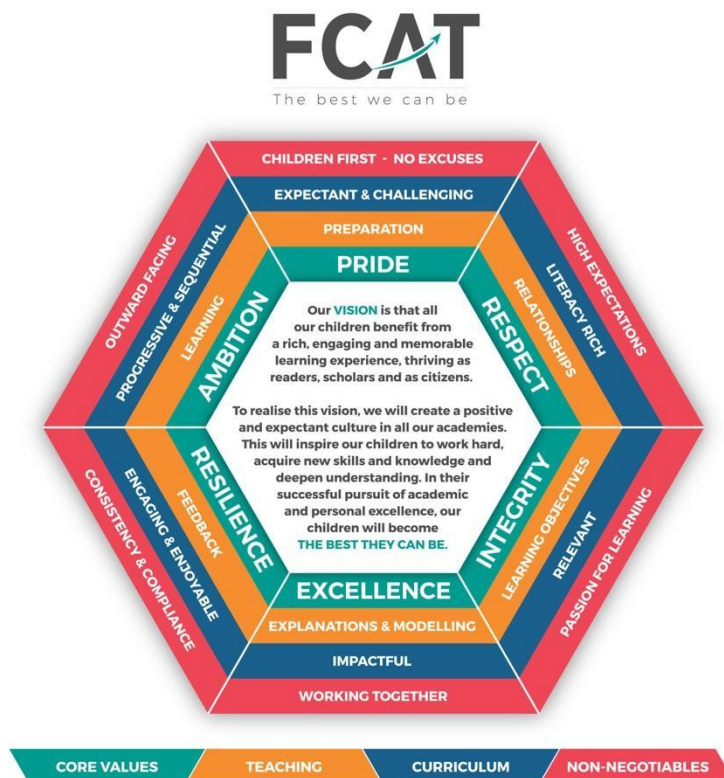 FCAT
The best we can be
CHILDREN FIRST - NO EXCUSES
EXPECTANT & CHALLENGING
PREPARATION
PRIDE
HIGH EXPECTATIONS
LITERACY RICH
RELATIONSHIPS
RESPECT
PASSION FOR LEARNING
RELEVANT
LEARNING OBJECTIVES
INTEGRITY
OUTWARD FACING
PROGRESSIVE & SEQUENTIAL
LEARNING
AMBITION
CONSISTENCY & COMPLIANCE
ENGAGING & ENJOYABLE
FEEDBACK
RESILIENCE
Our VISION is that all
our children benefit from
a rich, engaging and memorable
learning experience, thriving as
readers, scholars and as citizens.
To realise this vision, we will create a positive
and expectant culture in all our academies.
This will inspire our children to work hard,
acquire new skills and knowledge and
deepen understanding. In their
successful pursuit of academic
and personal excellence, our
children will become
THE BEST THEY CAN BE.
EXCELLENCE
EXPLANATIONS & MODELLING
IMPACTFUL
WORKING TOGETHER
CORE VALUES
TEACHING
CURRICULUM
NON-NEGOTIABLES